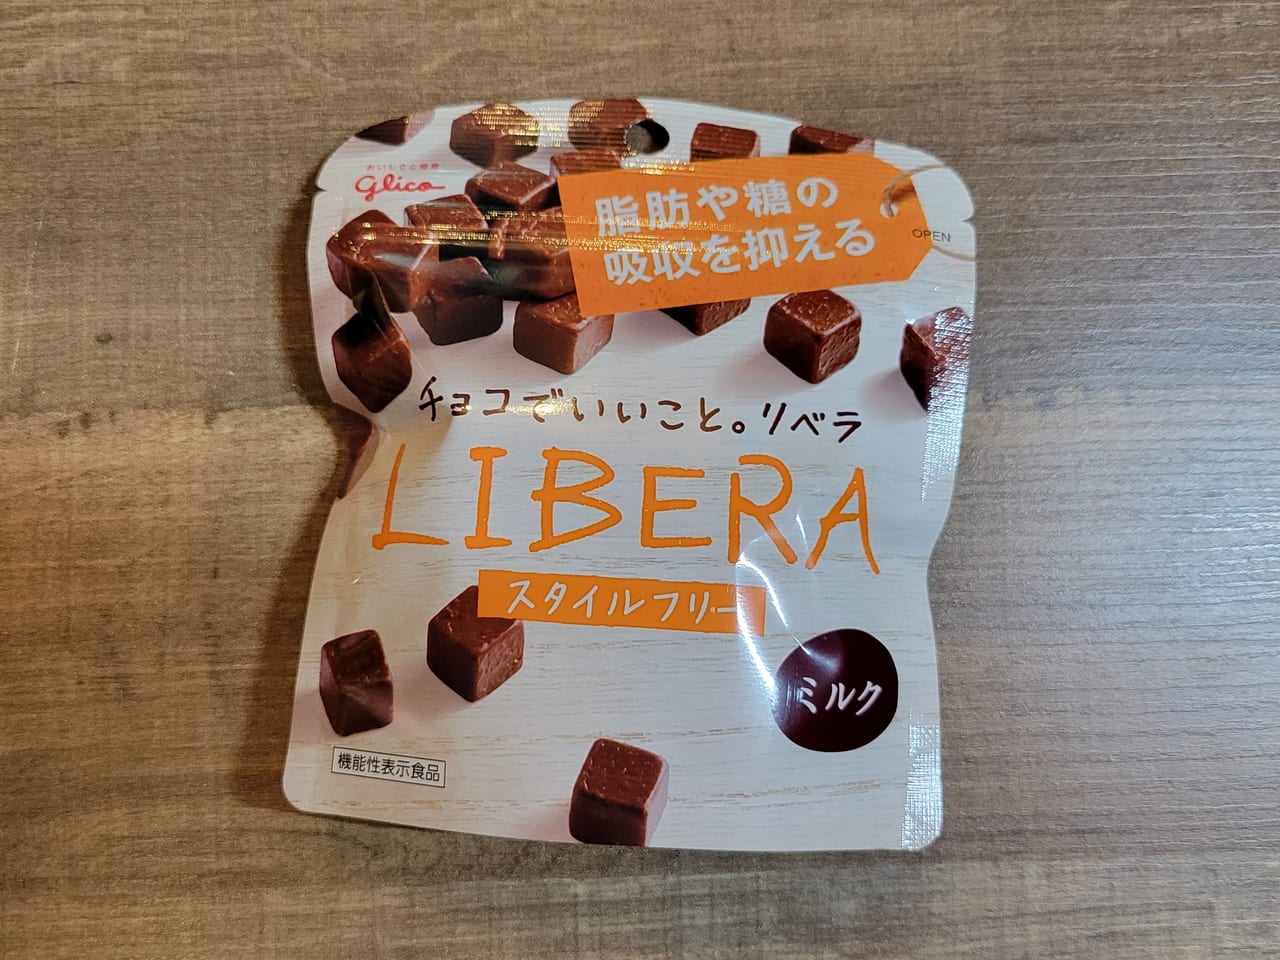 おいしさと健康
glico
脂肪や糖の
吸収を抑える
OPEN
チョコでいいこと。リベラ
LIBERA
スタイルフリー
ミルク
機能性表示食品